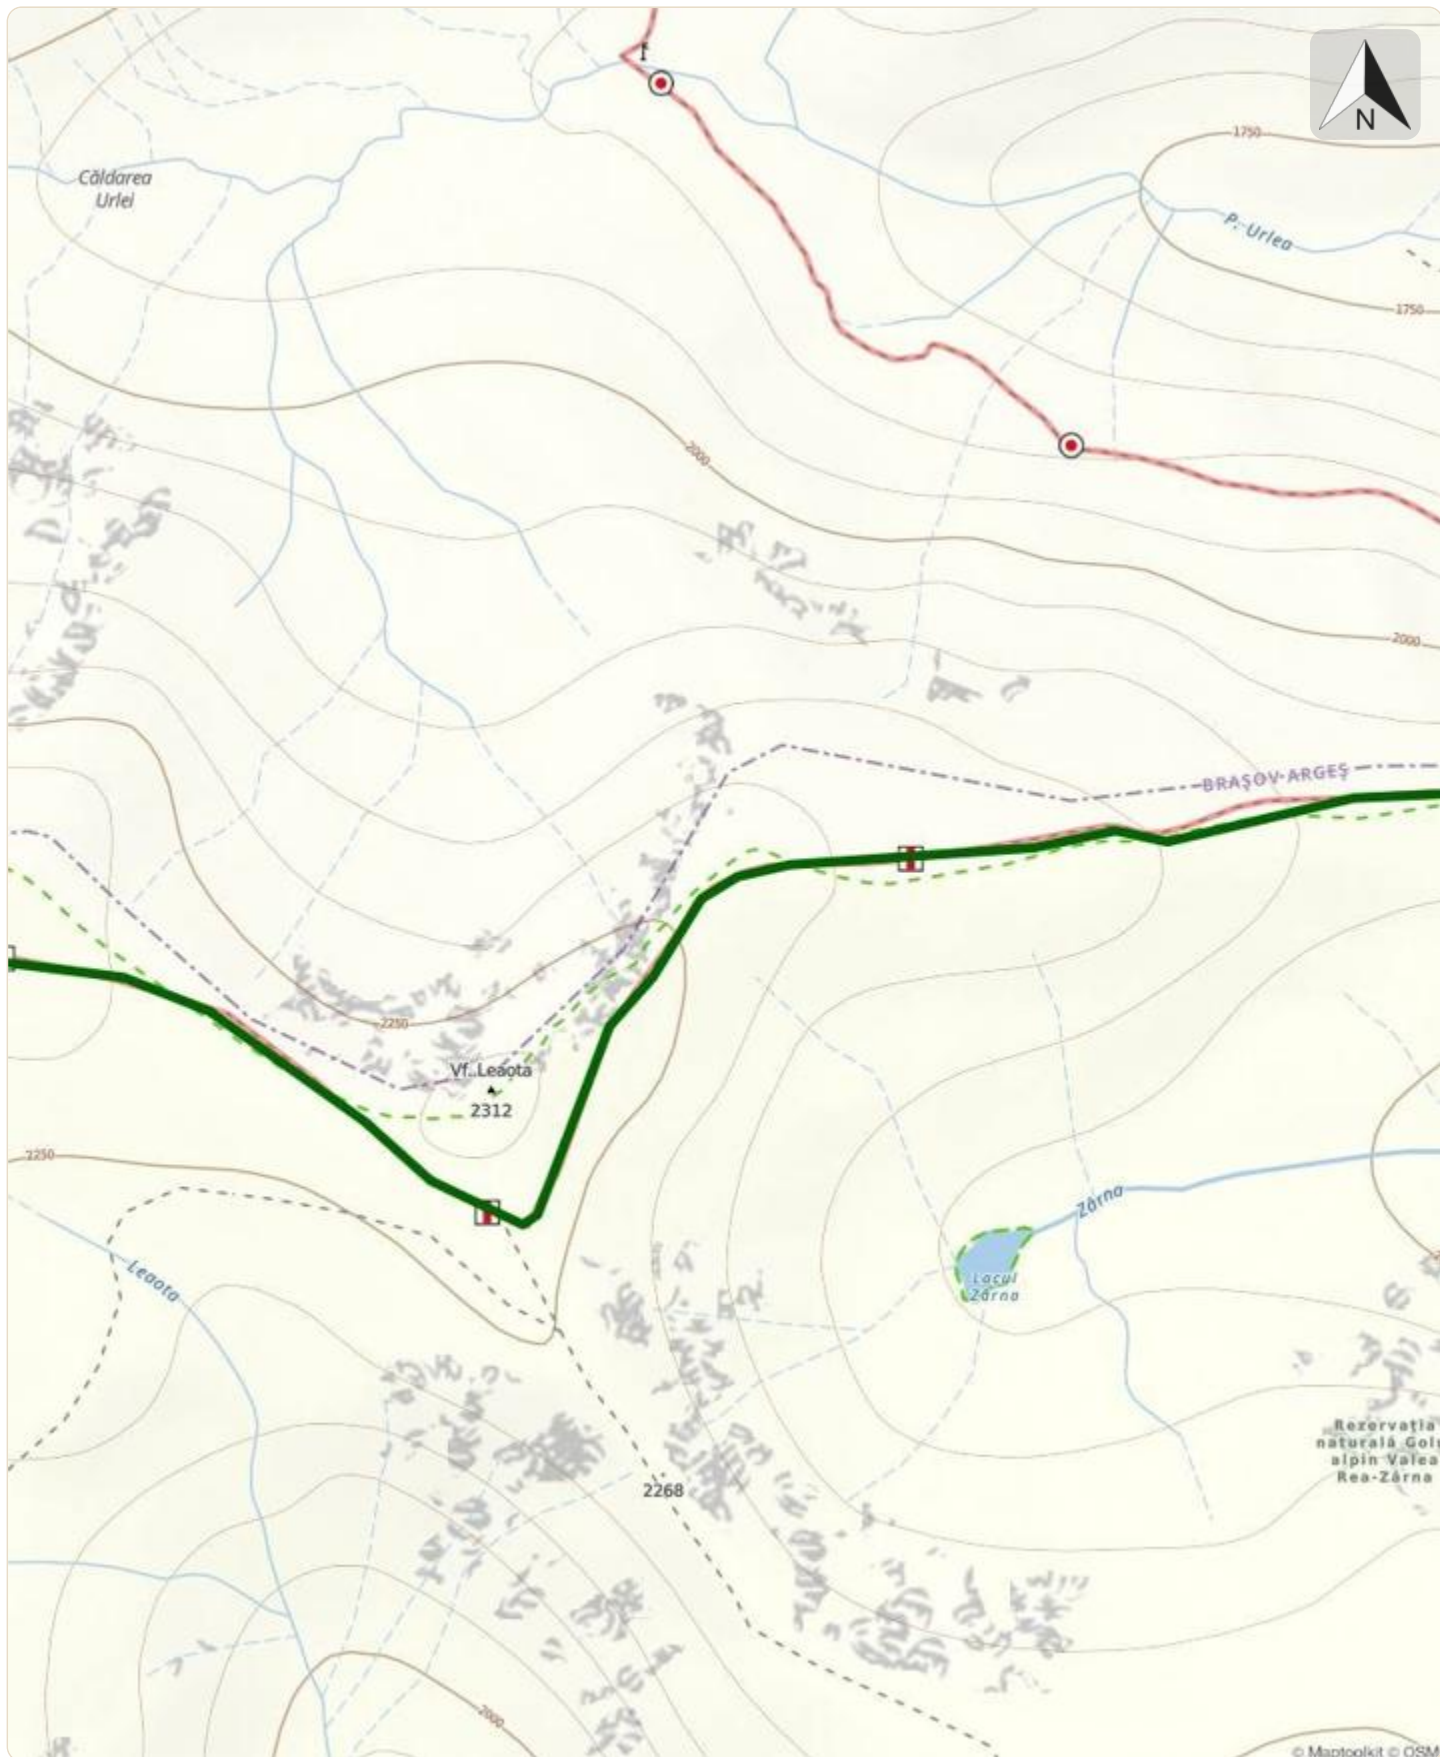 N
1750
Căldarea
Urlei
P. Urlea
1750
2000
2000
BRAȘOV
ARGEȘ
2250
Vf. Leaota
2312
2250
Leaota
Zârna
Lacul
Zârna
Rezervația
alpin Valea
Rea-Zârna
2268
2000
© Maptoolkit © OSM